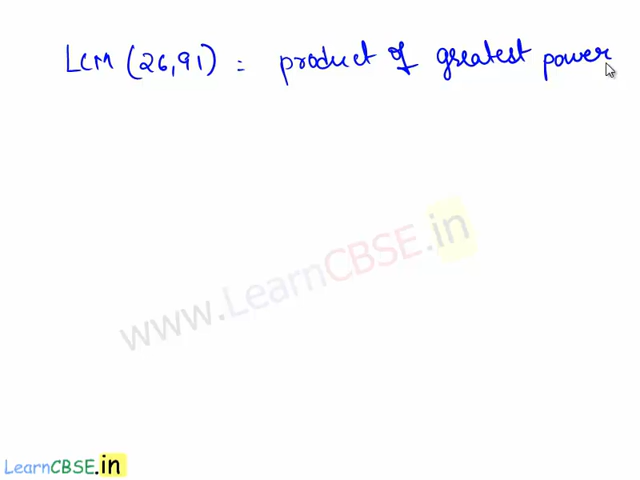 LCM (26,91) = product of greatest power
www.LearnCBSE.in
LearnCBSE.in